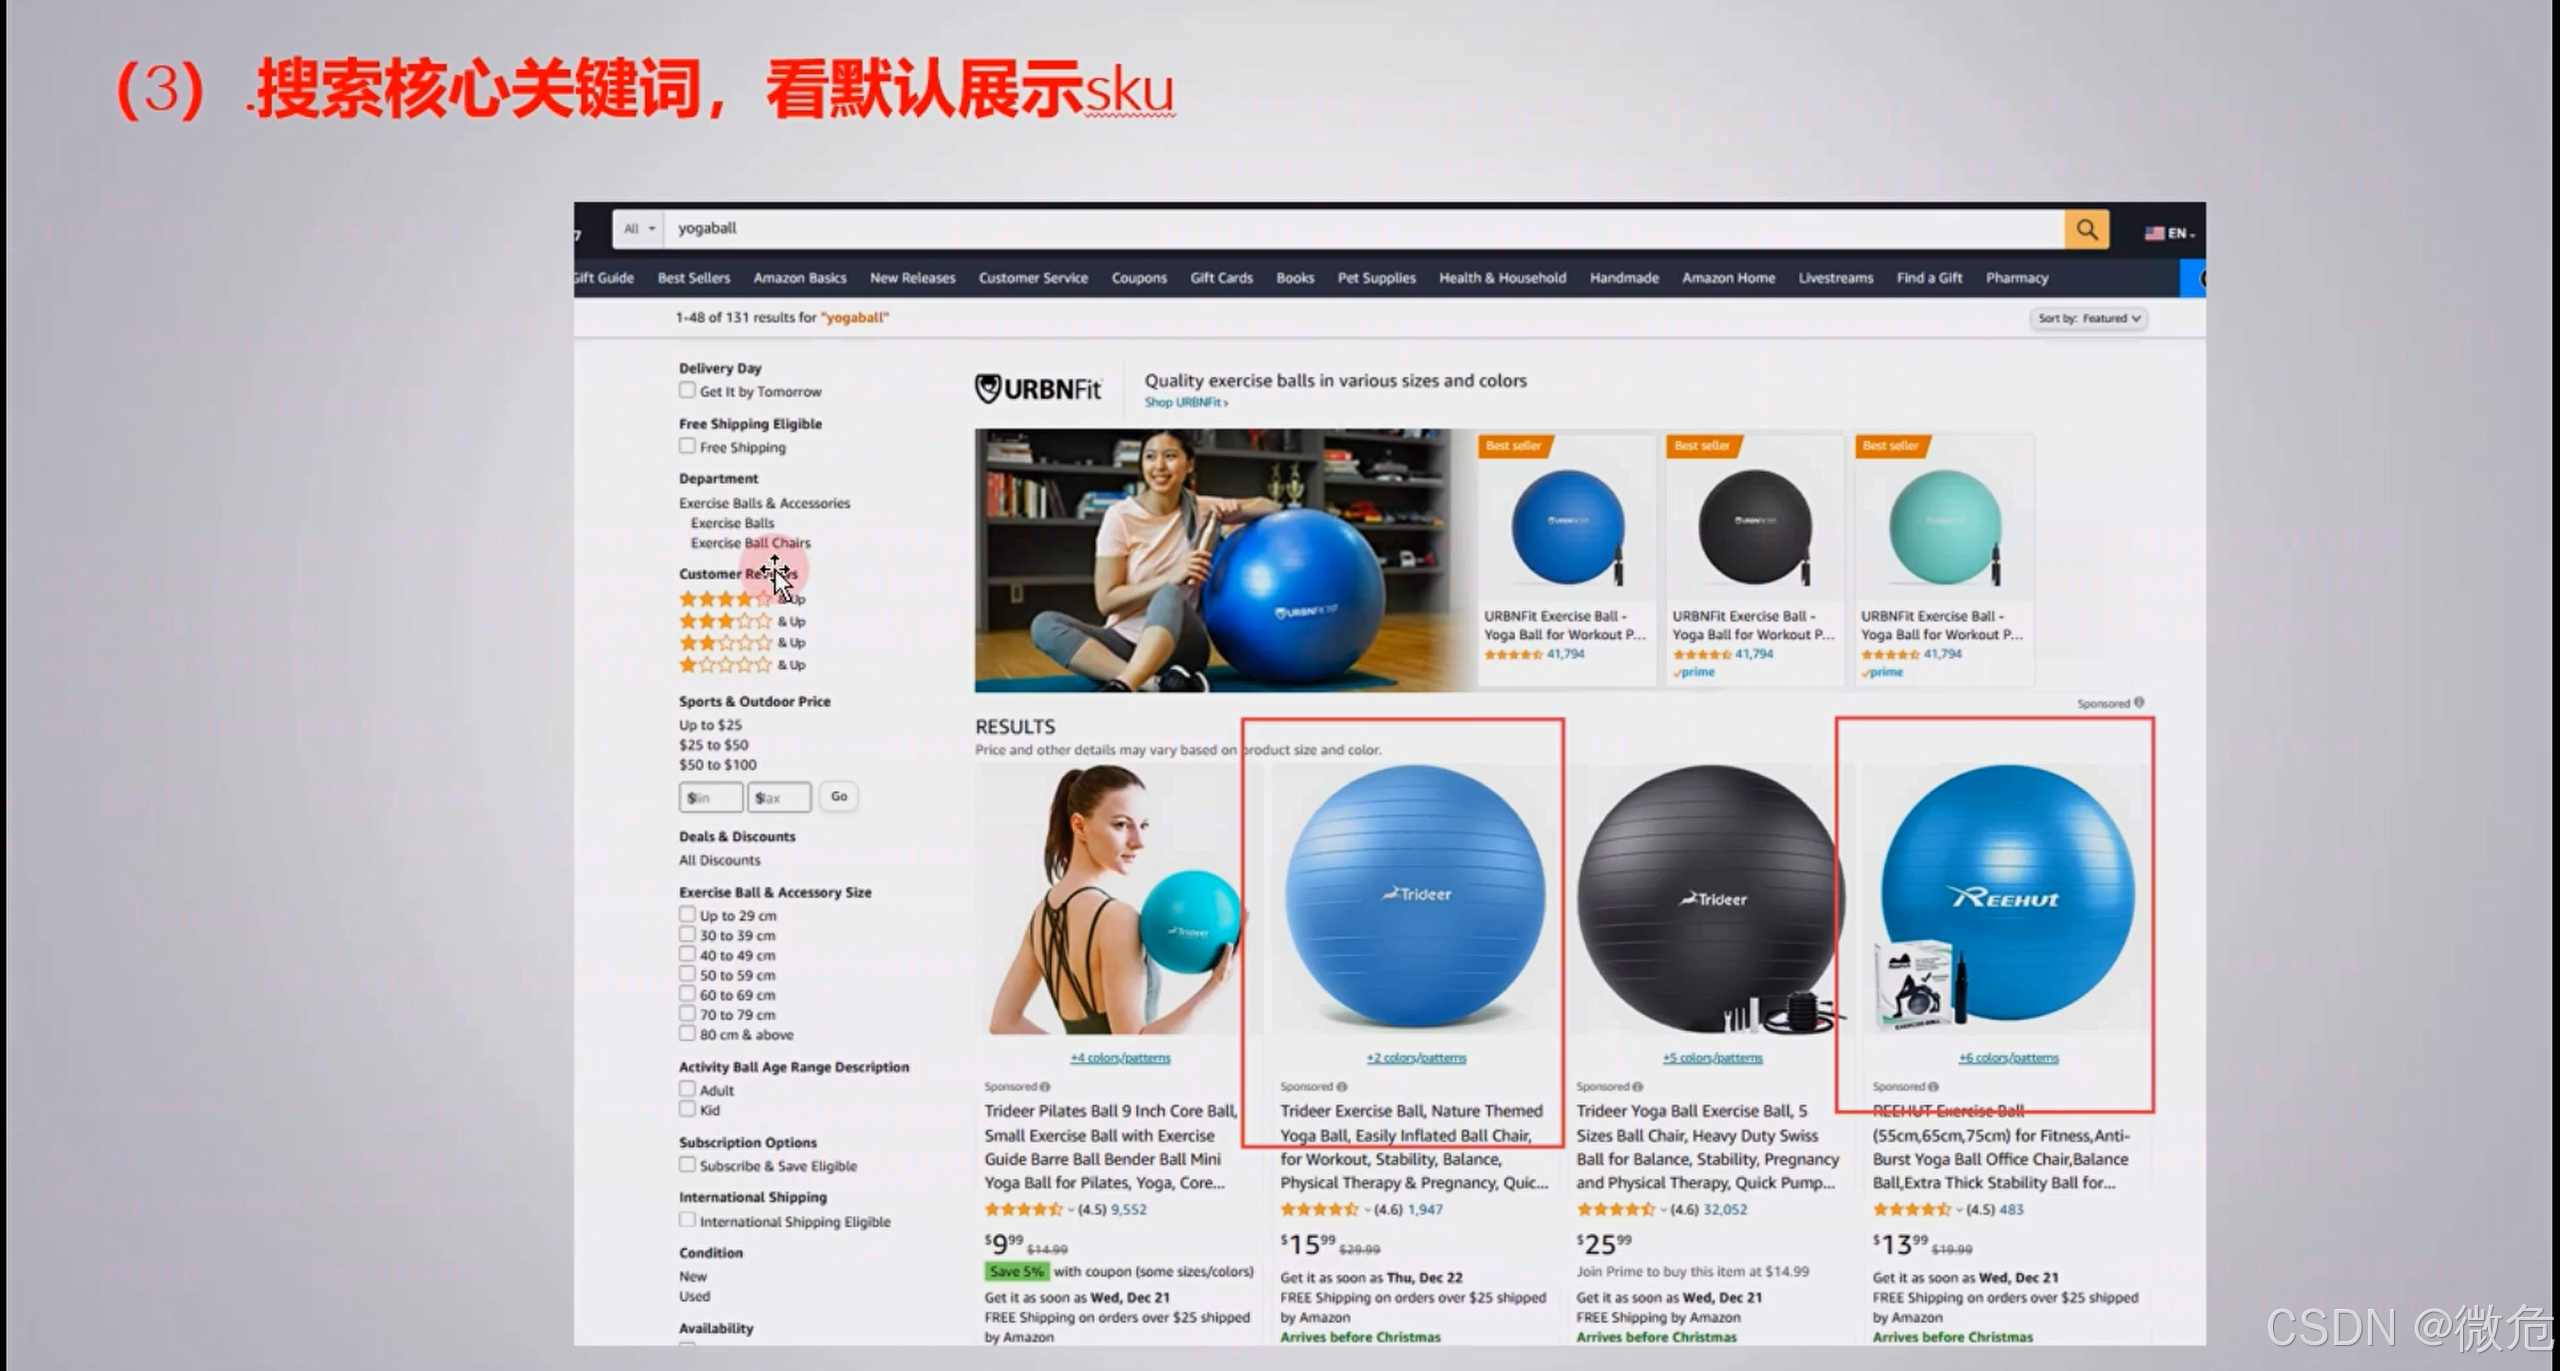 (3) .搜索核心关键词，看默认展示sku
All
yogaball
EN
Gift Guide Best Sellers Amazon Basics New Releases Customer Service Coupons Gift Cards Books Pet Supplies Health & Household Handmade Amazon Home Livestreams Find a Gift Pharmacy
1-48 of 131 results for "yogaball"
Sort by: Featured
Delivery Day
Get It by Tomorrow
Free Shipping Eligible
Free Shipping
Department
Exercise Balls & Accessories
Exercise Balls
Exercise Ball Chairs
Customer Reviews
& Up
& Up
& Up
& Up
Sports & Outdoor Price
Up to $25
$25 to $50
$50 to $100
Go
Deals & Discounts
All Discounts
Exercise Ball & Accessory Size
Up to 29 cm
30 to 39 cm
40 to 49 cm
50 to 59 cm
60 to 69 cm
70 to 79 cm
80 cm & above
Activity Ball Age Range Description
Adult
Kid
Subscription Options
Subscribe & Save Eligible
International Shipping
International Shipping Eligible
Condition
New
Used
Availability
URBNFit
Quality exercise balls in various sizes and colors
Shop URBNFit ›
URBNFit
Best seller
URBNFit Exercise Ball -
Yoga Ball for Workout P...
41,794
Best seller
URBNFit Exercise Ball -
Yoga Ball for Workout P...
41,794
prime
Best seller
URBNFit Exercise Ball -
Yoga Ball for Workout P...
41,794
prime
Sponsored
RESULTS
Price and other details may vary based on product size and color.
Trideer
+4 colors/patterns
Sponsored
Trideer Pilates Ball 9 Inch Core Ball,
Small Exercise Ball with Exercise
Guide Barre Ball Bender Ball Mini
Yoga Ball for Pilates, Yoga, Core...
(4.5) 9,552
$9.99 $14.99
Save 5% with coupon (some sizes/colors)
Get it as soon as Wed, Dec 21
FREE Shipping on orders over $25 shipped
by Amazon
Trideer
+2 colors/patterns
Sponsored
Trideer Exercise Ball, Nature Themed
Yoga Ball, Easily Inflated Ball Chair,
for Workout, Stability, Balance,
Physical Therapy & Pregnancy, Quic...
(4.6) 1,947
$15.99 $29.99
Get it as soon as Thu, Dec 22
FREE Shipping on orders over $25 shipped
by Amazon
Arrives before Christmas
Trideer
+5 colors/patterns
Sponsored
Trideer Yoga Ball Exercise Ball, 5
Sizes Ball Chair, Heavy Duty Swiss
Ball for Balance, Stability, Pregnancy
and Physical Therapy, Quick Pump...
(4.6) 32,052
$25.99
Join Prime to buy this item at $14.99
Get it as soon as Wed, Dec 21
FREE Shipping by Amazon
Arrives before Christmas
REEHUT
EXERCISE BALL
+6 colors/patterns
Sponsored
REEHUT Exercise Ball
(55cm,65cm,75cm) for Fitness,Anti-
Burst Yoga Ball Office Chair,Balance
Ball,Extra Thick Stability Ball for...
(4.5) 483
$13.99 $19.99
Get it as soon as Wed, Dec 21
FREE Shipping on orders over $25 shipped
by Amazon
Arrives before Christmas
CSDN @微危